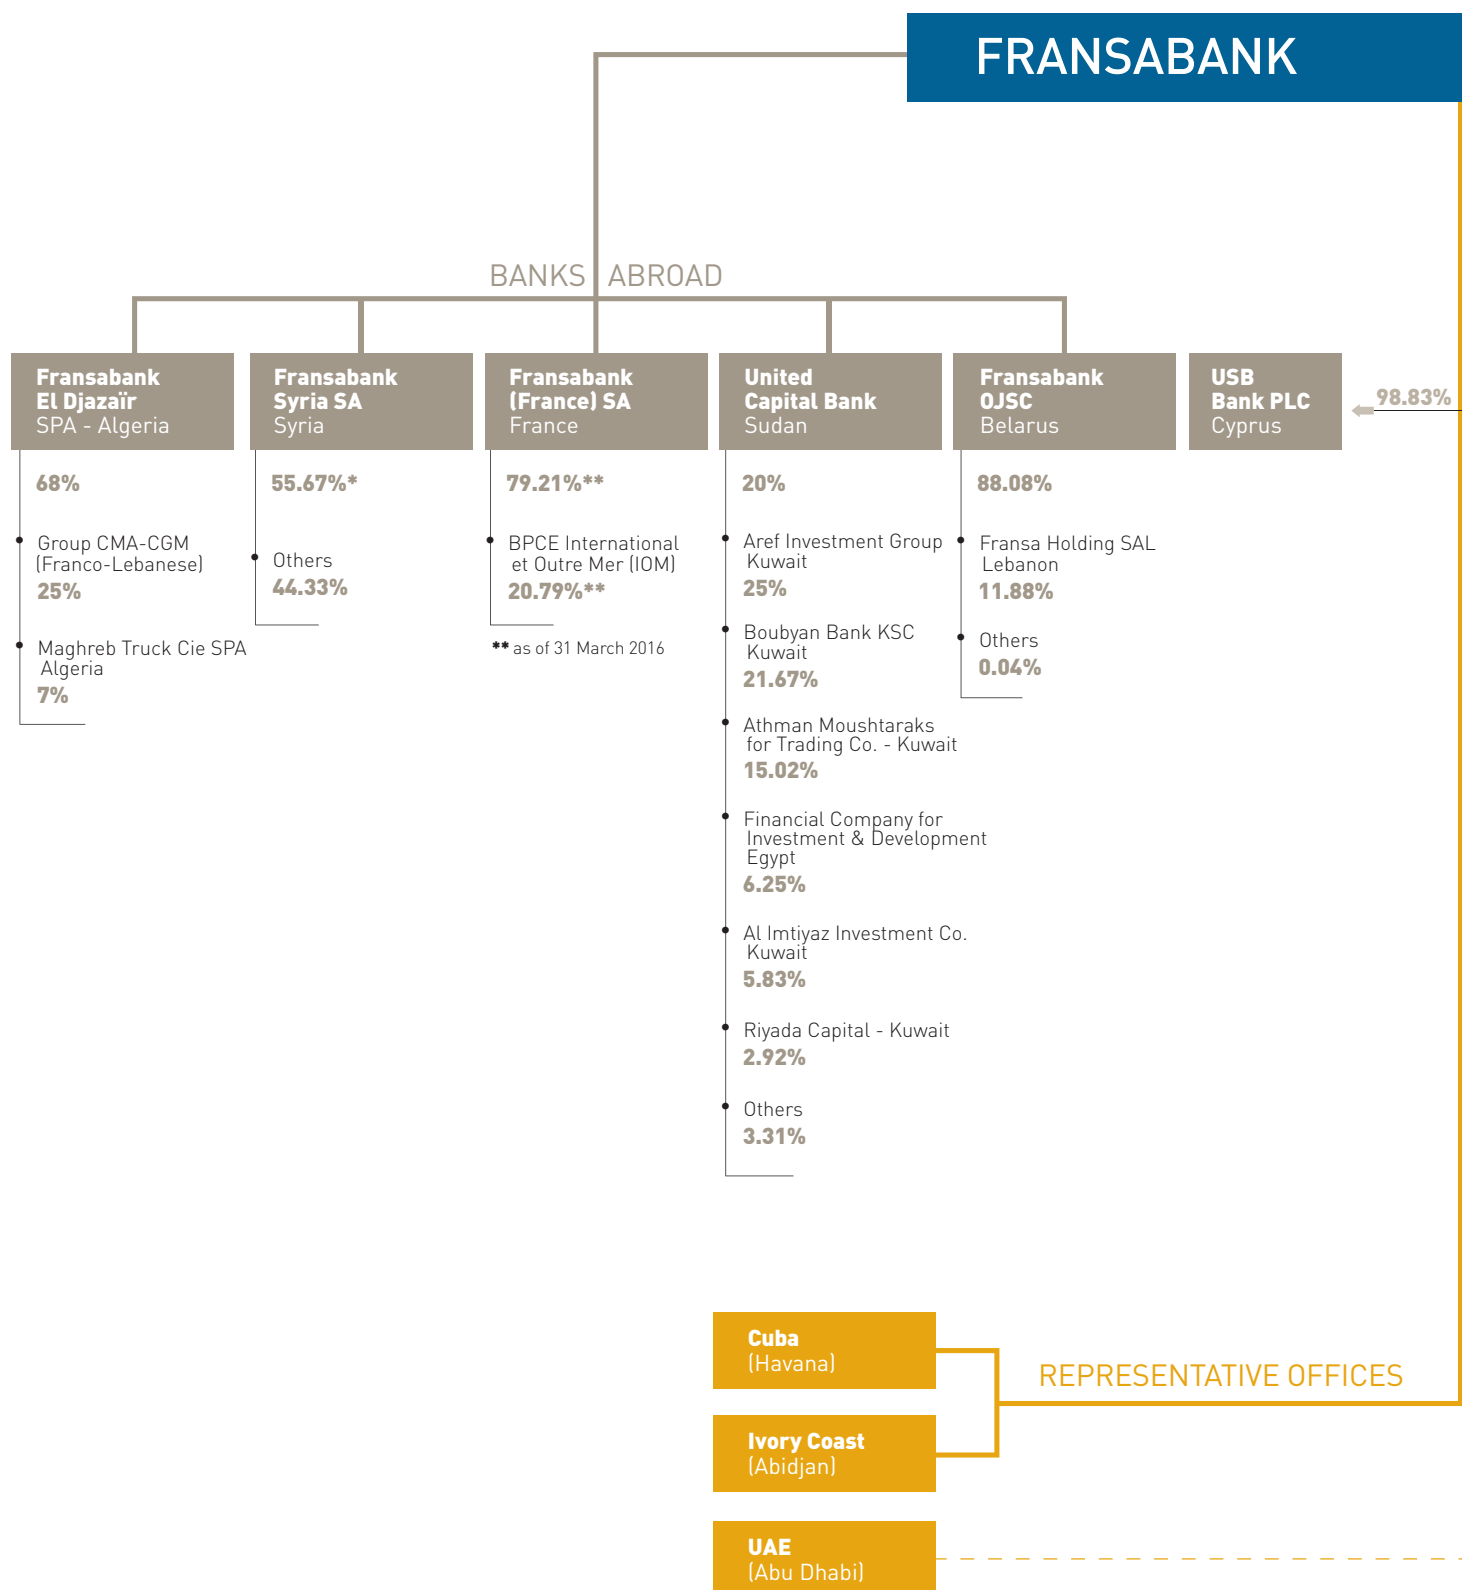 FRANSABANK
BANKS ABROAD
Fransabank
El Djazaïr
SPA - Algeria
68%
Group CMA-CGM
(Franco-Lebanese)
25%
Maghreb Truck Cie SPA
Algeria
7%
Fransabank
Syria SA
Syria
55.67%*
Others
44.33%
Fransabank
(France) SA
France
79.21%**
BPCE International
et Outre Mer (IOM)
20.79%**
** as of 31 March 2016
United
Capital Bank
Sudan
20%
Aref Investment Group
Kuwait
25%
Boubyan Bank KSC
Kuwait
21.67%
Athman Moushtaraks
for Trading Co. - Kuwait
15.02%
Financial Company for
Investment & Development
Egypt
6.25%
Al Imtiyaz Investment Co.
Kuwait
5.83%
Riyada Capital - Kuwait
2.92%
Others
3.31%
Fransabank
OJSC
Belarus
88.08%
Fransa Holding SAL
Lebanon
11.88%
Others
0.04%
USB
Bank PLC
Cyprus
98.83%
Cuba
(Havana)
REPRESENTATIVE OFFICES
Ivory Coast
(Abidjan)
UAE
(Abu Dhabi)